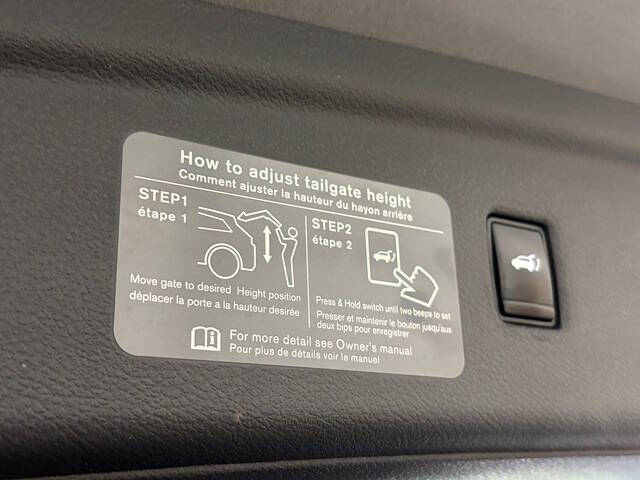 How to adjust tailgate height
Comment ajuster la hauteur du hayon arrière
STEP1
étape 1
Move gate to desired Height position
déplacer la porte a la hauteur desirée
STEP2
étape 2
Press & Hold switch until two beeps to set
Presser et maintenir le bouton jusqu'aus
deux bips pour enregistrer
For more detail see Owner's manual
Pour plus de détails voir le manuel